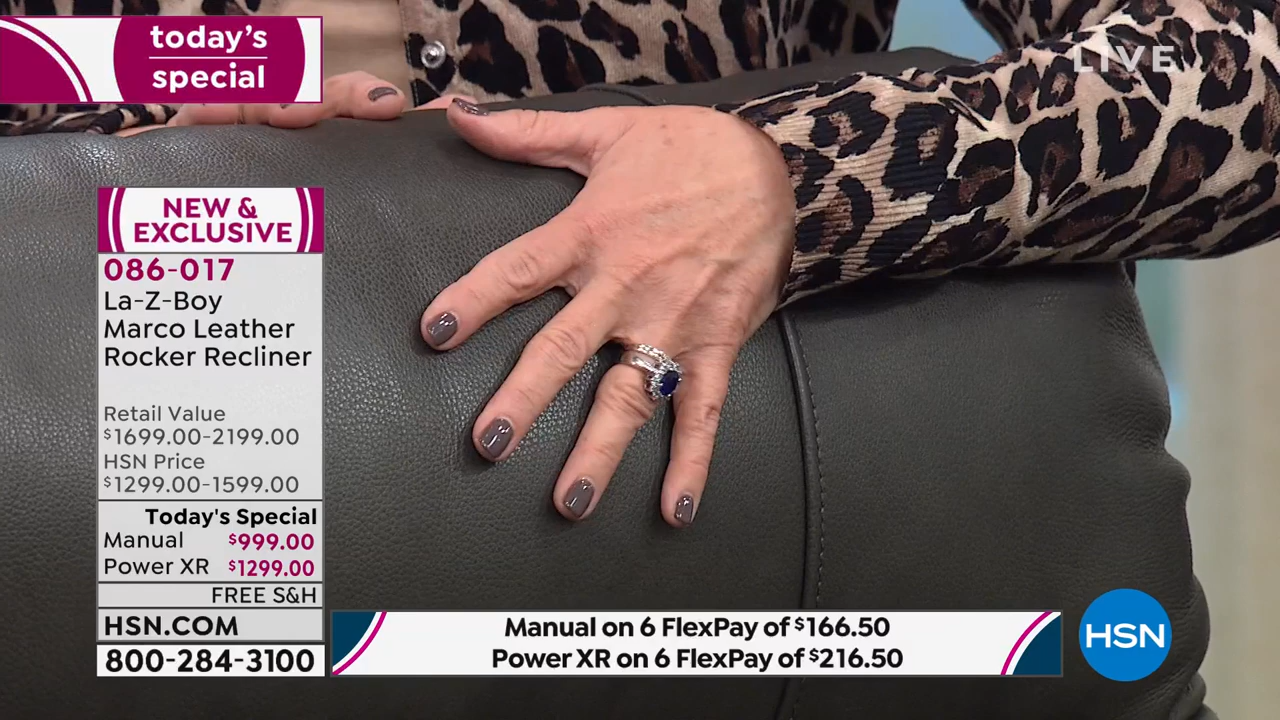 today's
special
LIVE
NEW &
EXCLUSIVE
086-017
La-Z-Boy
Marco Leather
Rocker Recliner
Retail Value
$1699.00-2199.00
HSN Price
$1299.00-1599.00
Today's Special
Manual $999.00
Power XR $1299.00
FREE S&H
HSN.COM
800-284-3100
Manual on 6 FlexPay of $166.50
Power XR on 6 FlexPay of $216.50
HSN